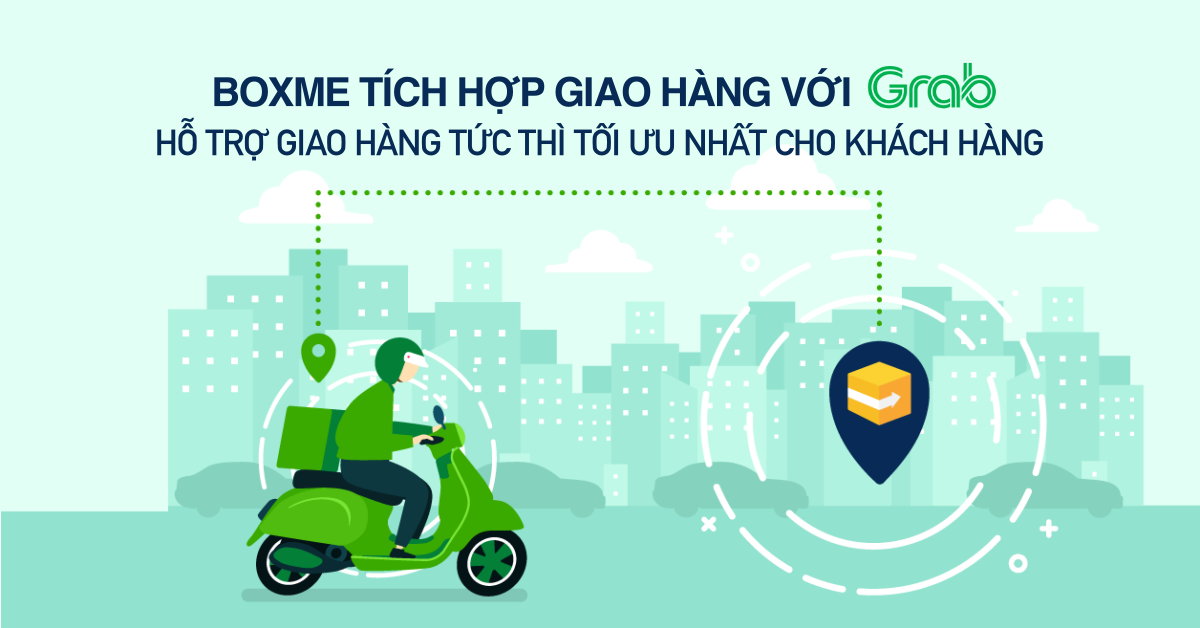 BOXME TÍCH HỢP GIAO HÀNG VỚI Grab
HỖ TRỢ GIAO HÀNG TỨC THÌ TỐI ƯU NHẤT CHO KHÁCH HÀNG